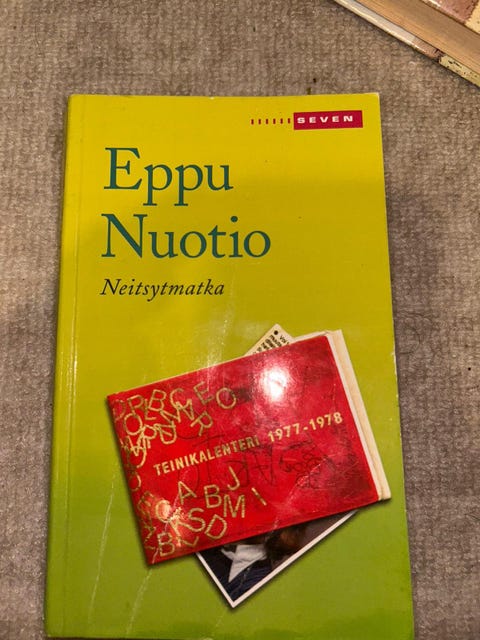 SEVEN
Eppu
Nuotio
Neitsytmatka
TEINIKALENTERI 1977-1978